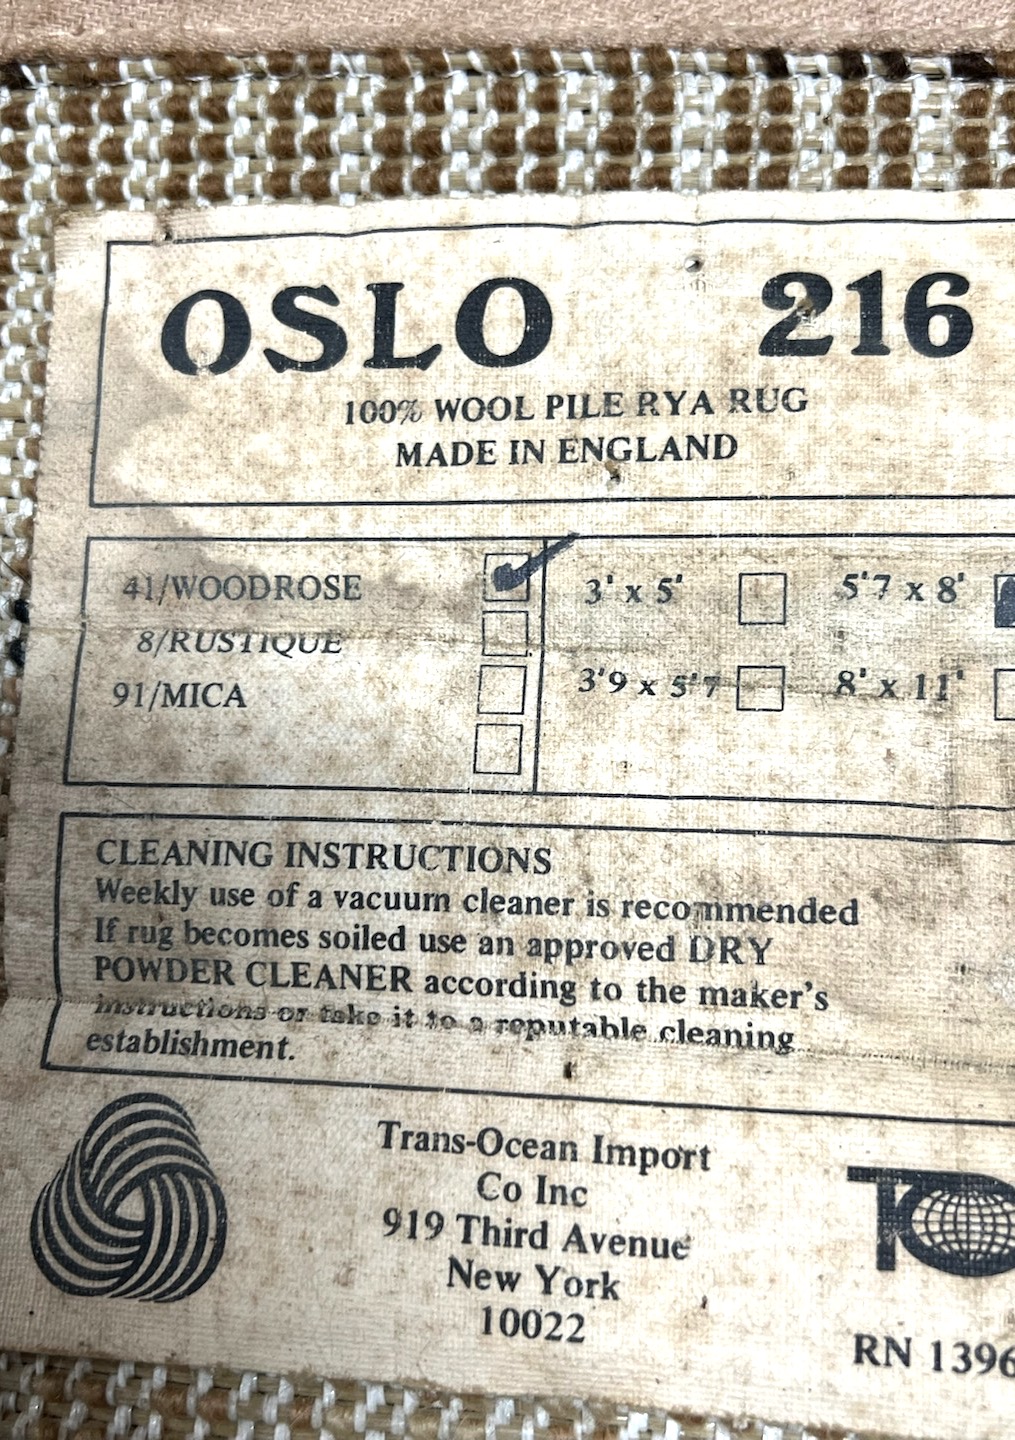 OSLO 216
100% WOOL PILE RYA RUG
MADE IN ENGLAND
41/WOODROSE
8/RUSTIQUE
91/MICA
3' x 5'
5'7 x 8'
3'9 x 5'7
8' x 11'
CLEANING INSTRUCTIONS
Weekly use of a vacuum cleaner is recommended
If rug becomes soiled use an approved DRY
POWDER CLEANER according to the maker's
instructions or take it to a reputable cleaning
establishment.
Trans-Ocean Import
Co Inc
919 Third Avenue
New York
10022
TO
RN 1396